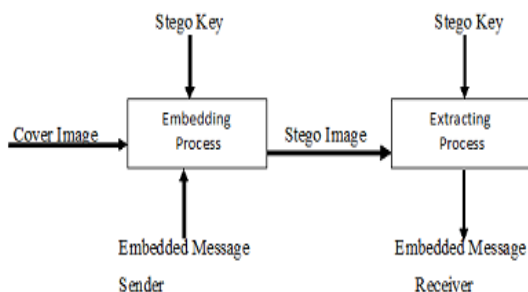 Stego Key
Stego Key
Embedding
Process
Extracting
Process
Cover Image
Stego Image
Embedded Message
Embedded Message
Sender
Receiver